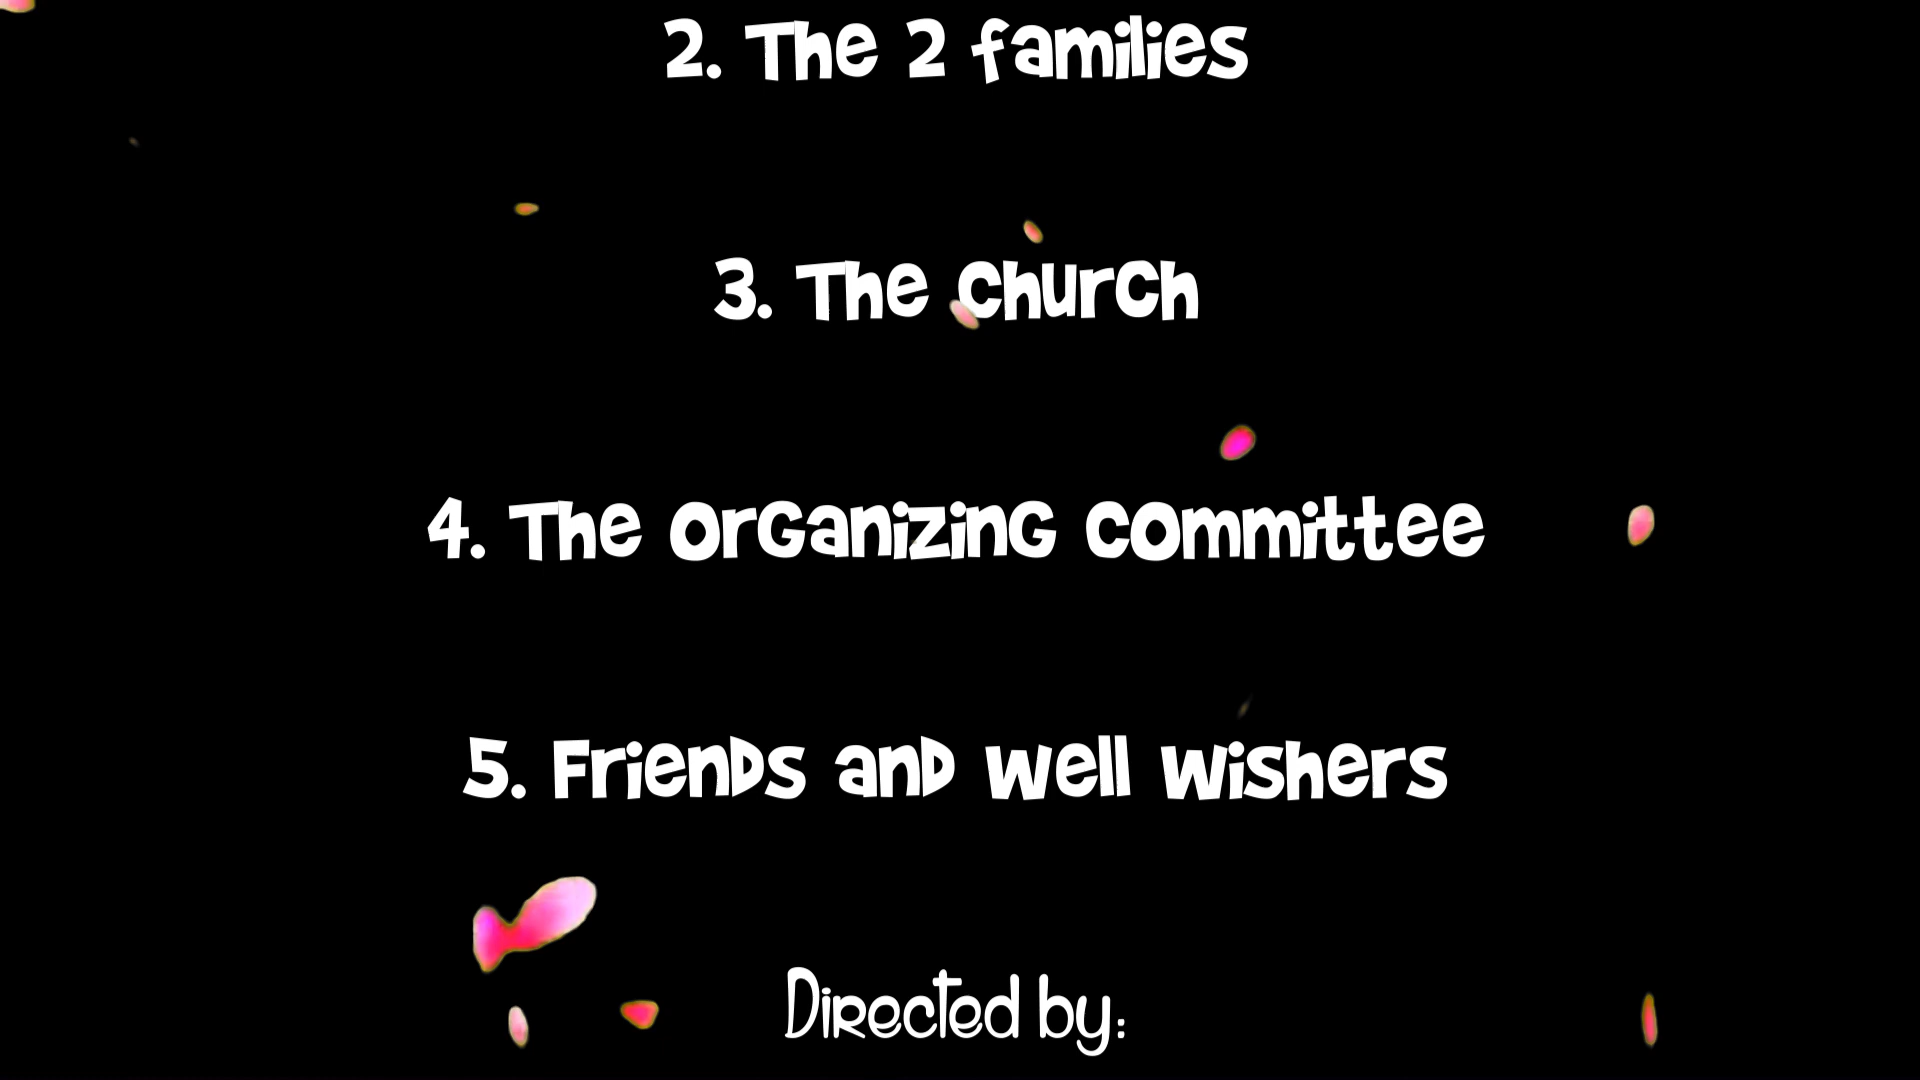 2. The 2 families
3. The church
4. The organizing committee
5. Friends and well wishers
Directed by: